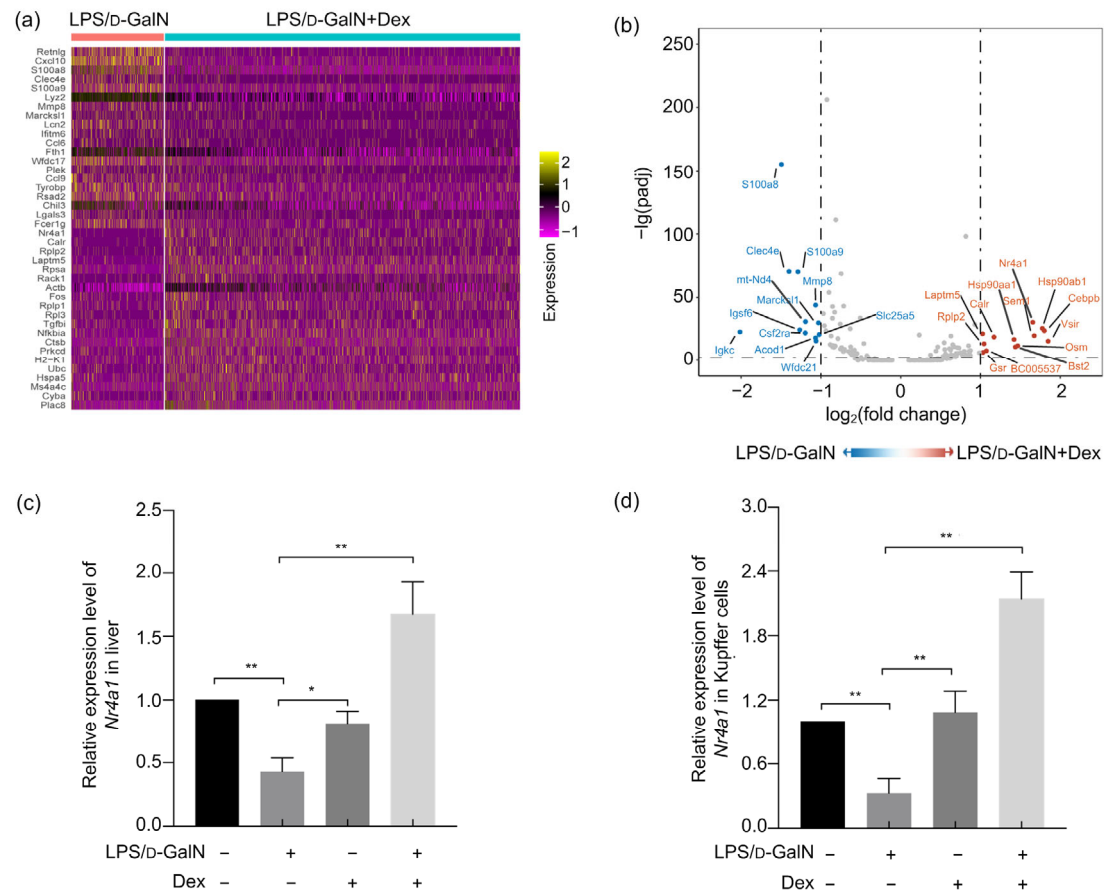 (a)
LPS/D-GalN
LPS/D-GalN+Dex
Retnlg
Cxcl10
S100a8
Clec4e
S100a9
Lyz2
Mmp8
Marcksl1
Lcn2
Ifitm6
Ccl6
Fth1
Wfdc17
Plek
Ccl9
Tyrobp
Rsad2
Chil3
Lgals3
Fcer1g
Nr4a1
Calr
Rplp2
Laptm5
Rpsa
Rack1
Actb
Fos
Rplp1
Rpl3
Tgfbi
Nfkbia
Ctsb
Prkcd
H2-K1
Ubc
Hspa5
Ms4a4c
Cyba
Plac8
Expression
2
1
0
−1
(b)
−lg(padj)
250
200
150
100
50
0
S100a8
Clec4e
S100a9
mt-Nd4
Mmp8
Marcksl1
Igsf6
Slc25a5
Csf2ra
Igkc
Acod1
Wfdc21
Nr4a1
Hsp90ab1
Hsp90aa1
Cebpb
Laptm5
Calr
Sem1
Rplp2
Vsir
Osm
Gsr
BC005537
Bst2
−2
−1
0
1
2
log2(fold change)
LPS/D-GalN
LPS/D-GalN+Dex
(c)
Relative expression level of
Nr4a1 in liver
2.5
2.0
1.5
1.0
0.5
0.0
**
**
*
LPS/D-GalN − + − +
Dex − − + +
(d)
Relative expression level of
Nr4a1 in Kupffer cells
3.0
2.4
1.8
1.2
0.6
0.0
**
**
**
LPS/D-GalN − + − +
Dex − − + +